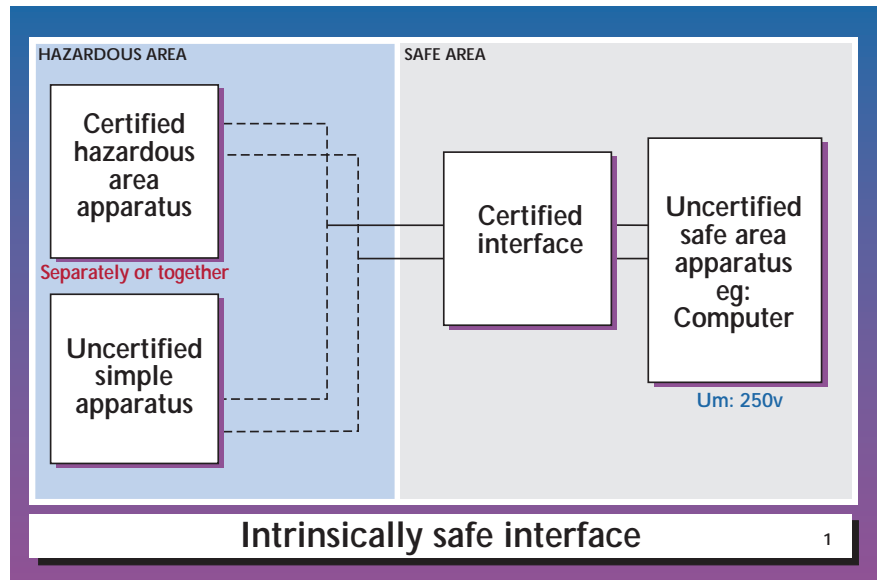 HAZARDOUS AREA
SAFE AREA
Certified
hazardous
area
apparatus
Separately or together
Uncertified
simple
apparatus
Certified
interface
Uncertified
safe area
apparatus
eg:
Computer
Um: 250v
Intrinsically safe interface
1